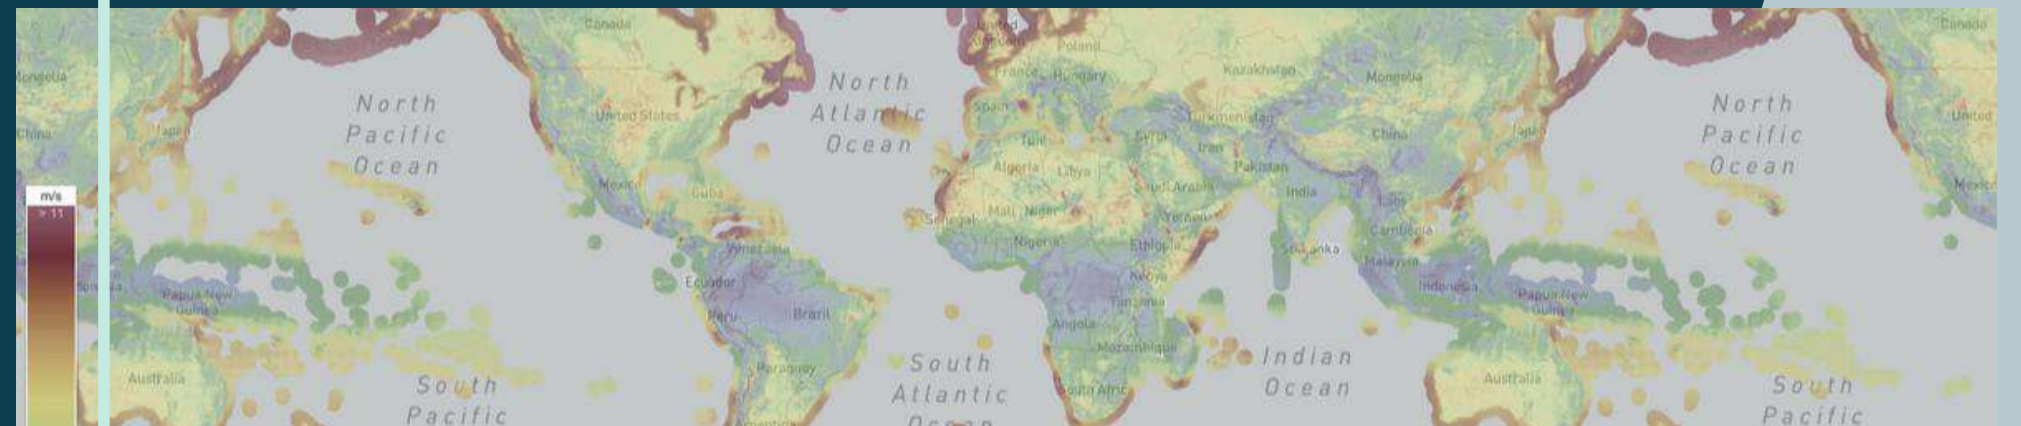 Canada
United
Kingdom
Canada
Poland
Mongolia
France
Hungary
Kazakhstan
Mongolia
North
Pacific
Ocean
North
Atlantic
Ocean
North
Pacific
Ocean
Spain
United States
Turkmenistan
United
China
Japan
Syria
China
Japan
Iran
Algeria
Libya
Pakistan
m/s
> 11
Mexico
Cuba
Saudi Arabia
India
Laos
Mexico
Senegal
Mali
Niger
Yemen
Cambodia
Venezuela
Nigeria
Ethiopia
Sri Lanka
Malaysia
Ecuador
Kenya
Indonesia
Papua New
Guinea
Peru
Brazil
Tanzania
Angola
Papua New
Guinea
Mozambique
Paraguay
South
Atlantic
Ocean
Indian
Ocean
Australia
South
Pacific
South Africa
Australia
South
Pacific
Argentina